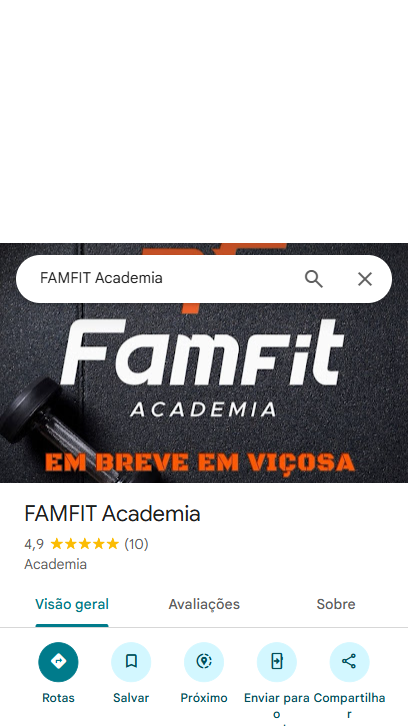 FAMFIT Academia
Famfit
ACADEMIA
EM BREVE EM VIÇOSA
FAMFIT Academia
4,9 (10)
Academia
Visão geral Avaliações Sobre
Rotas Salvar Próximo Enviar para o Compartilhar